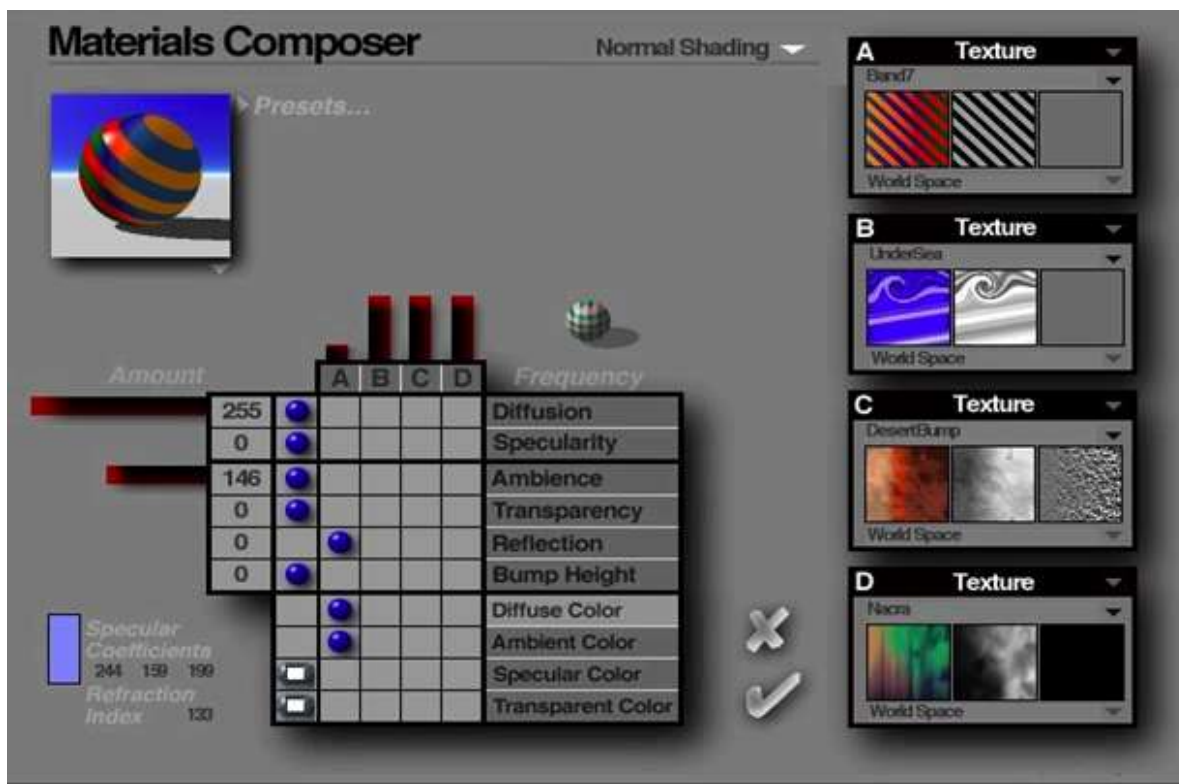 Materials Composer
Normal Shading
Presets...
Amount
A B C D
Frequency
255 Diffusion
0 Specularity
146 Ambience
0 Transparency
0 Reflection
0 Bump Height
Diffuse Color
Ambient Color
Specular Color
Transparent Color
Specular
Coefficients
244 159 199
Refraction
Index 133
A Texture
Band7
World Space
B Texture
UnderSea
World Space
C Texture
DesertBump
World Space
D Texture
Nacra
World Space